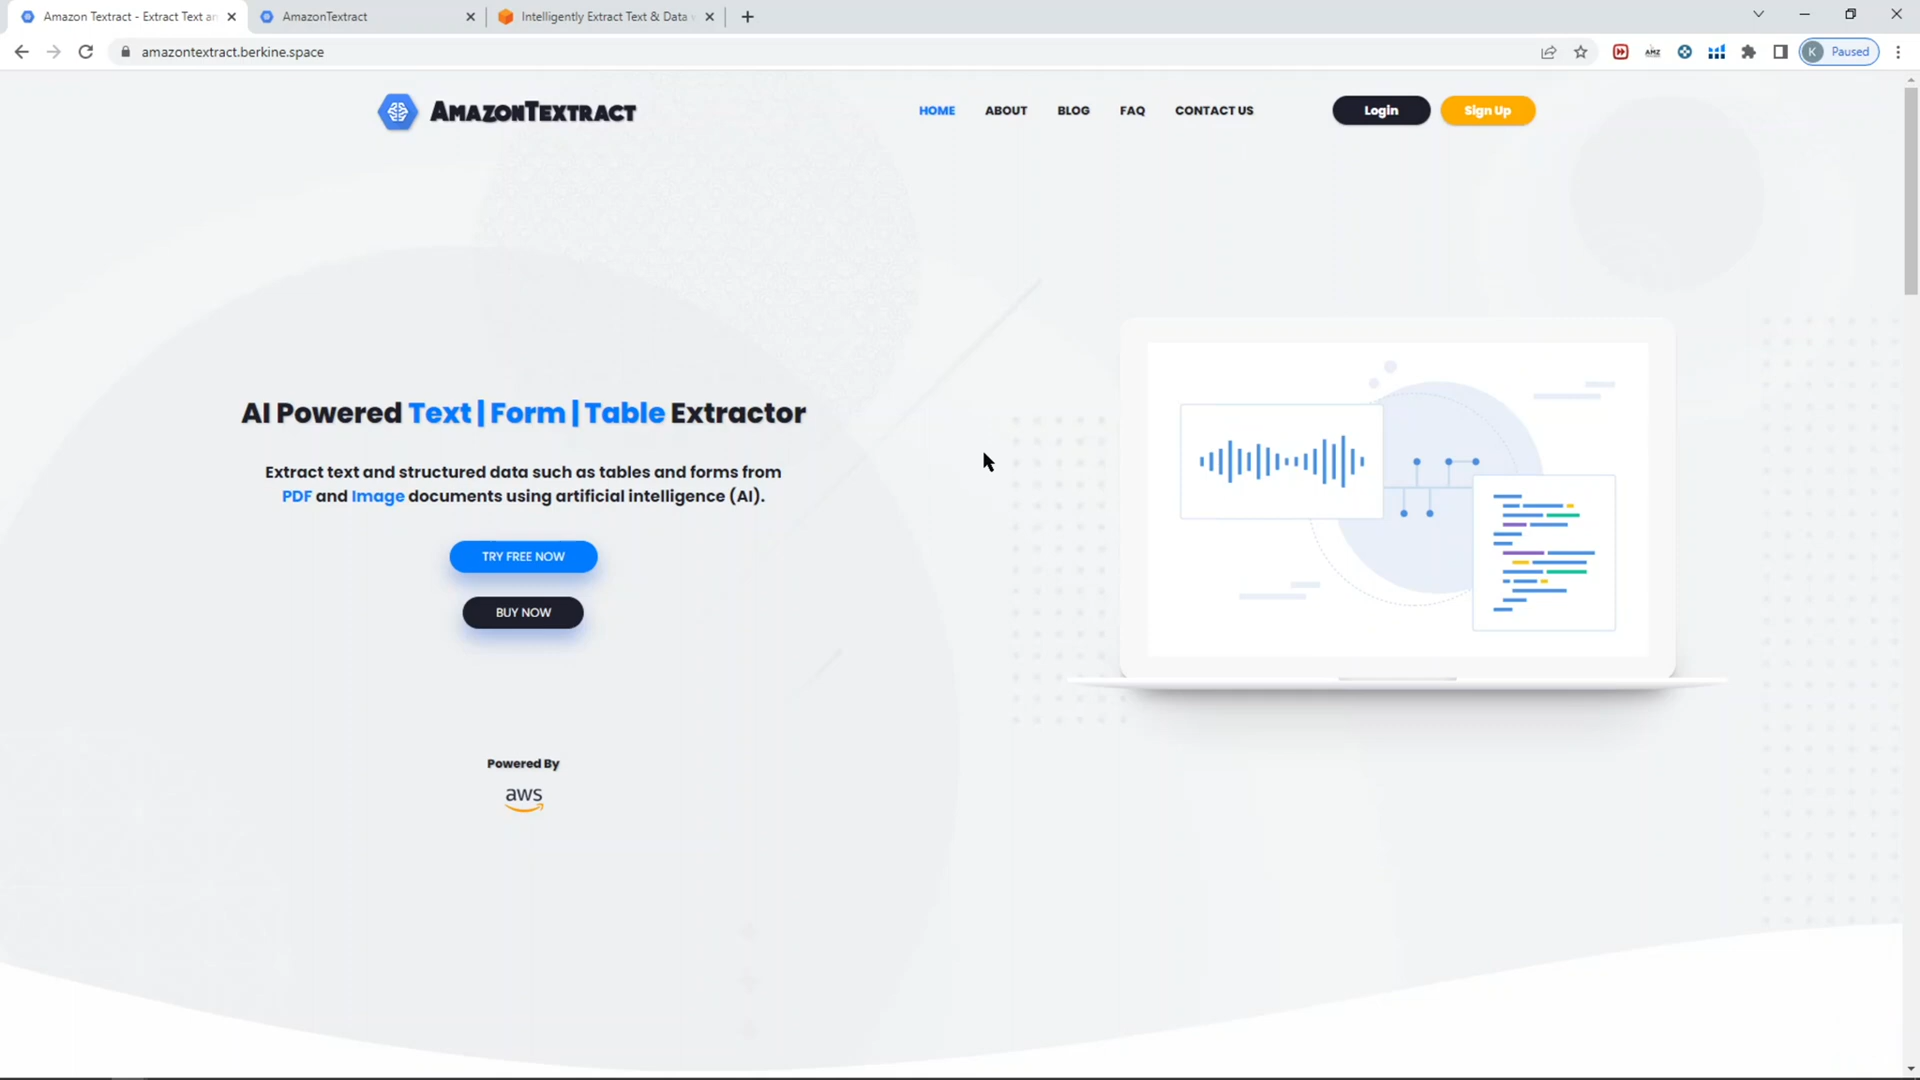 Amazon Textract - Extract Text an
AmazonTextract
Intelligently Extract Text & Data
amazontextract.berkine.space
AMZ
K
Paused
AMAZONTEXTRACT
HOME
ABOUT
BLOG
FAQ
CONTACT US
Login
Sign Up
AI Powered Text | Form | Table Extractor
Extract text and structured data such as tables and forms from
PDF and Image documents using artificial intelligence (AI).
TRY FREE NOW
BUY NOW
Powered By
aws